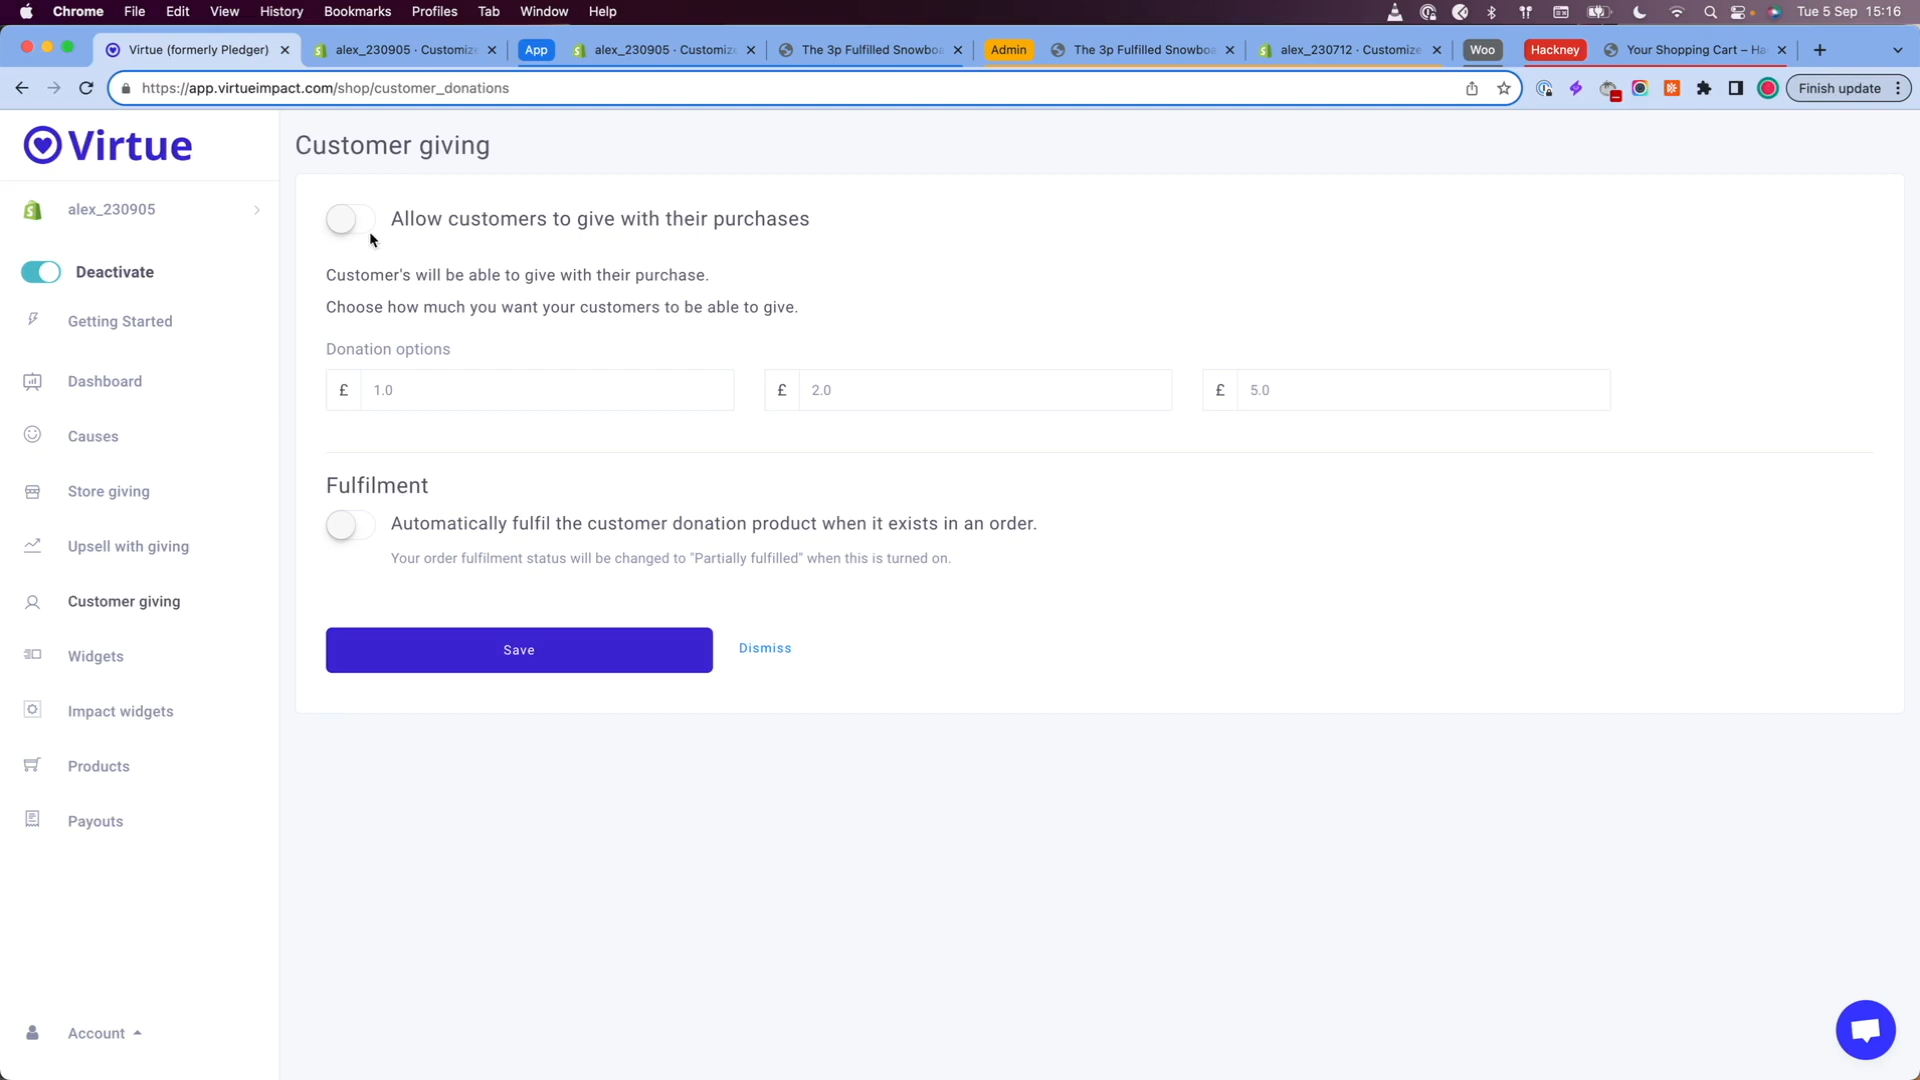 Chrome File Edit View History Bookmarks Profiles Tab Window Help Tue 5 Sep 15:16
Virtue (formerly Pledger) alex_230905 · Customize App alex_230905 · Customize The 3p Fulfilled Snowboa Admin The 3p Fulfilled Snowboa alex_230712 · Customize Woo Hackney Your Shopping Cart – Ha
https://app.virtueimpact.com/shop/customer_donations Finish update
Virtue
alex_230905
Deactivate
Getting Started
Dashboard
Causes
Store giving
Upsell with giving
Customer giving
Widgets
Impact widgets
Products
Payouts
Account
Customer giving
Allow customers to give with their purchases
Customer's will be able to give with their purchase.
Choose how much you want your customers to be able to give.
Donation options
£ 1.0 £ 2.0 £ 5.0
Fulfilment
Automatically fulfil the customer donation product when it exists in an order.
Your order fulfilment status will be changed to "Partially fulfilled" when this is turned on.
Save Dismiss